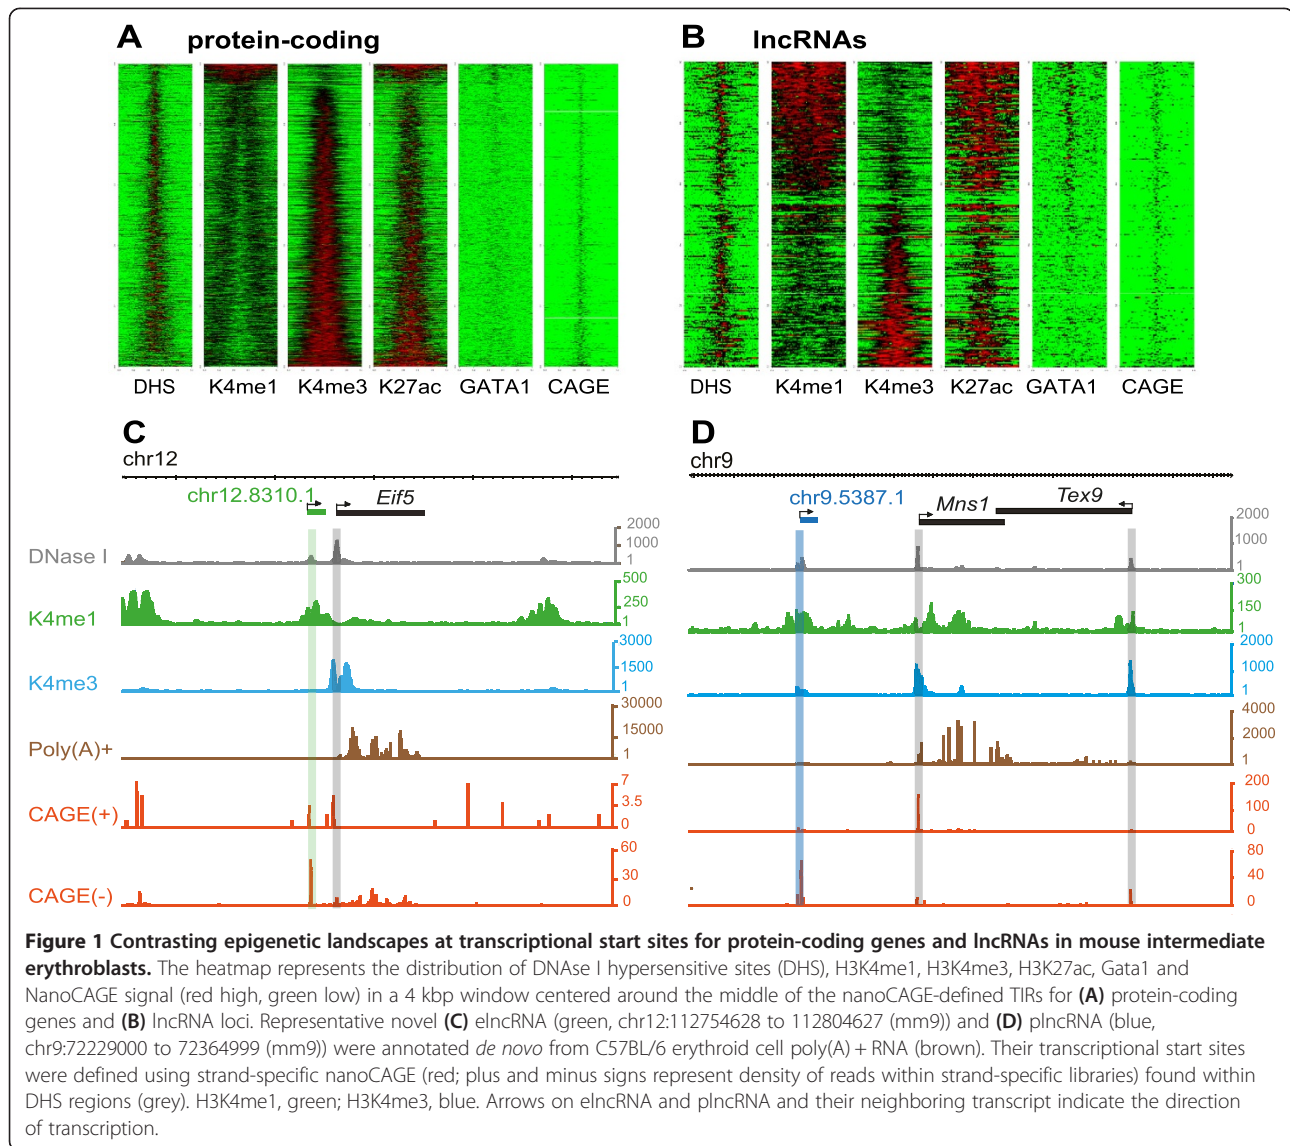 A protein-coding
B lncRNAs
DHS K4me1 K4me3 K27ac GATA1 CAGE
DHS K4me1 K4me3 K27ac GATA1 CAGE
C
chr12
chr12.8310.1
Eif5
DNase I
2000
1000
1
K4me1
500
250
1
K4me3
3000
1500
1
Poly(A)+
30000
15000
1
CAGE(+)
7
3.5
0
CAGE(-)
60
30
0
D
chr9
chr9.5387.1
Mns1
Tex9
2000
1000
1
300
150
1
2000
1000
1
4000
2000
1
200
100
0
80
40
0
Figure 1 Contrasting epigenetic landscapes at transcriptional start sites for protein-coding genes and lncRNAs in mouse intermediate
erythroblasts. The heatmap represents the distribution of DNAse I hypersensitive sites (DHS), H3K4me1, H3K4me3, H3K27ac, Gata1 and
NanoCAGE signal (red high, green low) in a 4 kbp window centered around the middle of the nanoCAGE-defined TIRs for (A) protein-coding
genes and (B) lncRNA loci. Representative novel (C) elncRNA (green, chr12:112754628 to 112804627 (mm9)) and (D) plncRNA (blue,
chr9:72229000 to 72364999 (mm9)) were annotated de novo from C57BL/6 erythroid cell poly(A) + RNA (brown). Their transcriptional start sites
were defined using strand-specific nanoCAGE (red; plus and minus signs represent density of reads within strand-specific libraries) found within
DHS regions (grey). H3K4me1, green; H3K4me3, blue. Arrows on elncRNA and plncRNA and their neighboring transcript indicate the direction
of transcription.